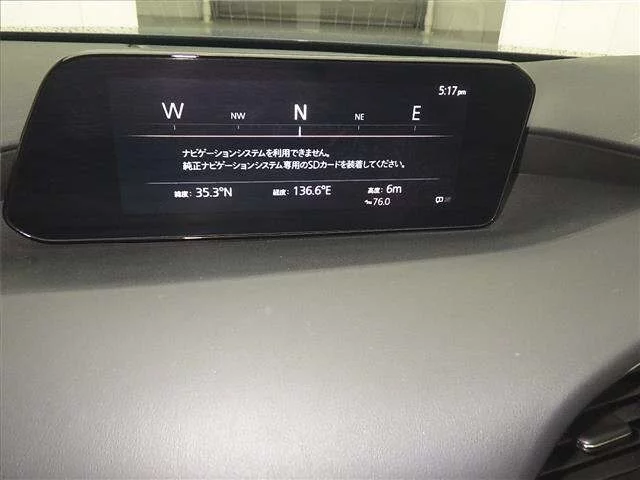 5:17pm
W NW N NE E
ナビゲーションシステムを利用できません。
純正ナビゲーションシステム専用のSDカードを装着してください。
緯度: 35.3°N 経度: 136.6°E 高度: 6m
76.0